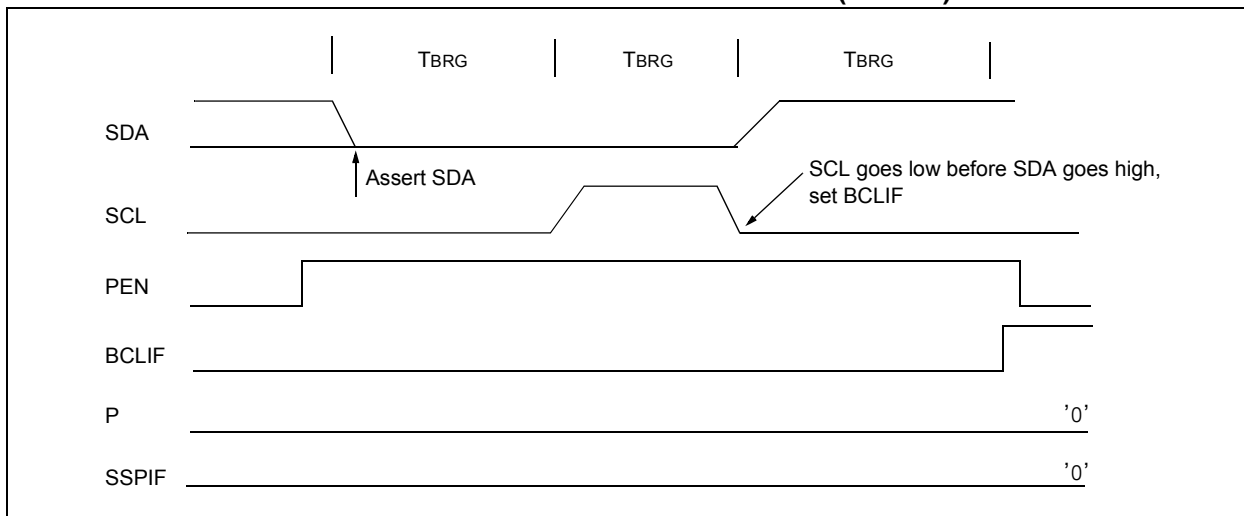 TBRG TBRG TBRG
SDA
Assert SDA
SCL goes low before SDA goes high,
set BCLIF
SCL
PEN
BCLIF
P '0'
SSPIF '0'